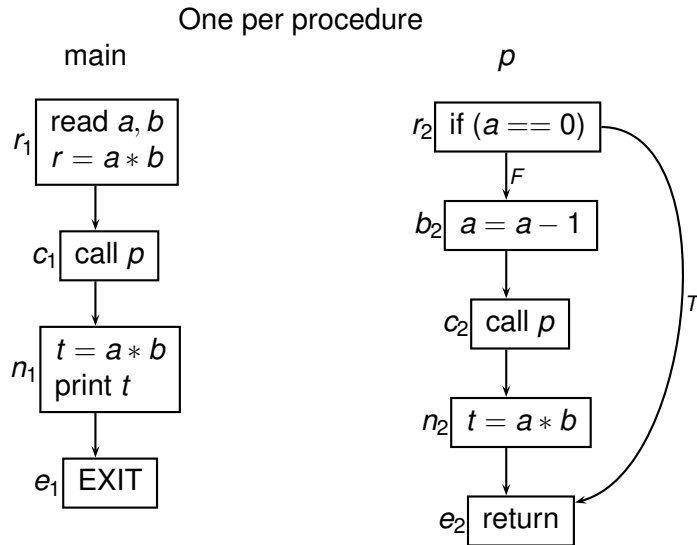 One per procedure
main
r₁
read a, b
r = a ∗ b
c₁
call p
n₁
t = a ∗ b
print t
e₁
EXIT
p
r₂
if (a == 0)
F
T
b₂
a = a − 1
c₂
call p
n₂
t = a ∗ b
e₂
return